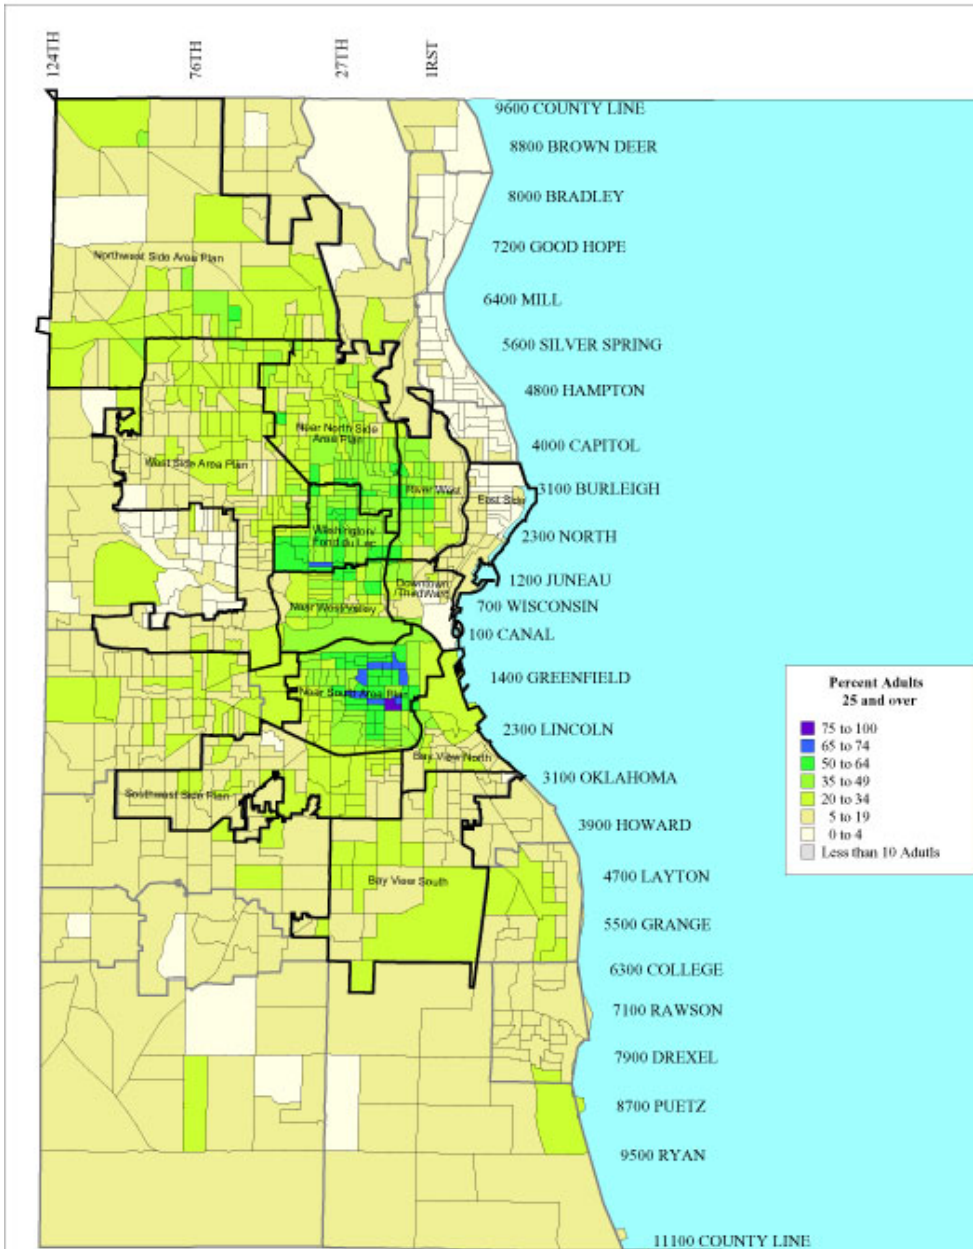 124TH
76TH
27TH
1RST
9600 COUNTY LINE
8800 BROWN DEER
8000 BRADLEY
7200 GOOD HOPE
Northwest Side Area Plan
6400 MILL
5600 SILVER SPRING
4800 HAMPTON
Near North Side
Area Plan
4000 CAPITOL
West Side Area Plan
River West
East Side
3100 BURLEIGH
Washington/
Fond du Lac
2300 NORTH
Downtown
/ThirdWard
1200 JUNEAU
Near West/Valley
700 WISCONSIN
100 CANAL
1400 GREENFIELD
Near South Area Plan
2300 LINCOLN
Bay View North
3100 OKLAHOMA
Southwest Side Plan
3900 HOWARD
4700 LAYTON
Bay View South
5500 GRANGE
6300 COLLEGE
7100 RAWSON
7900 DREXEL
8700 PUETZ
9500 RYAN
11100 COUNTY LINE
Percent Adults
25 and over
75 to 100
65 to 74
50 to 64
35 to 49
20 to 34
5 to 19
0 to 4
Less than 10 Adutls